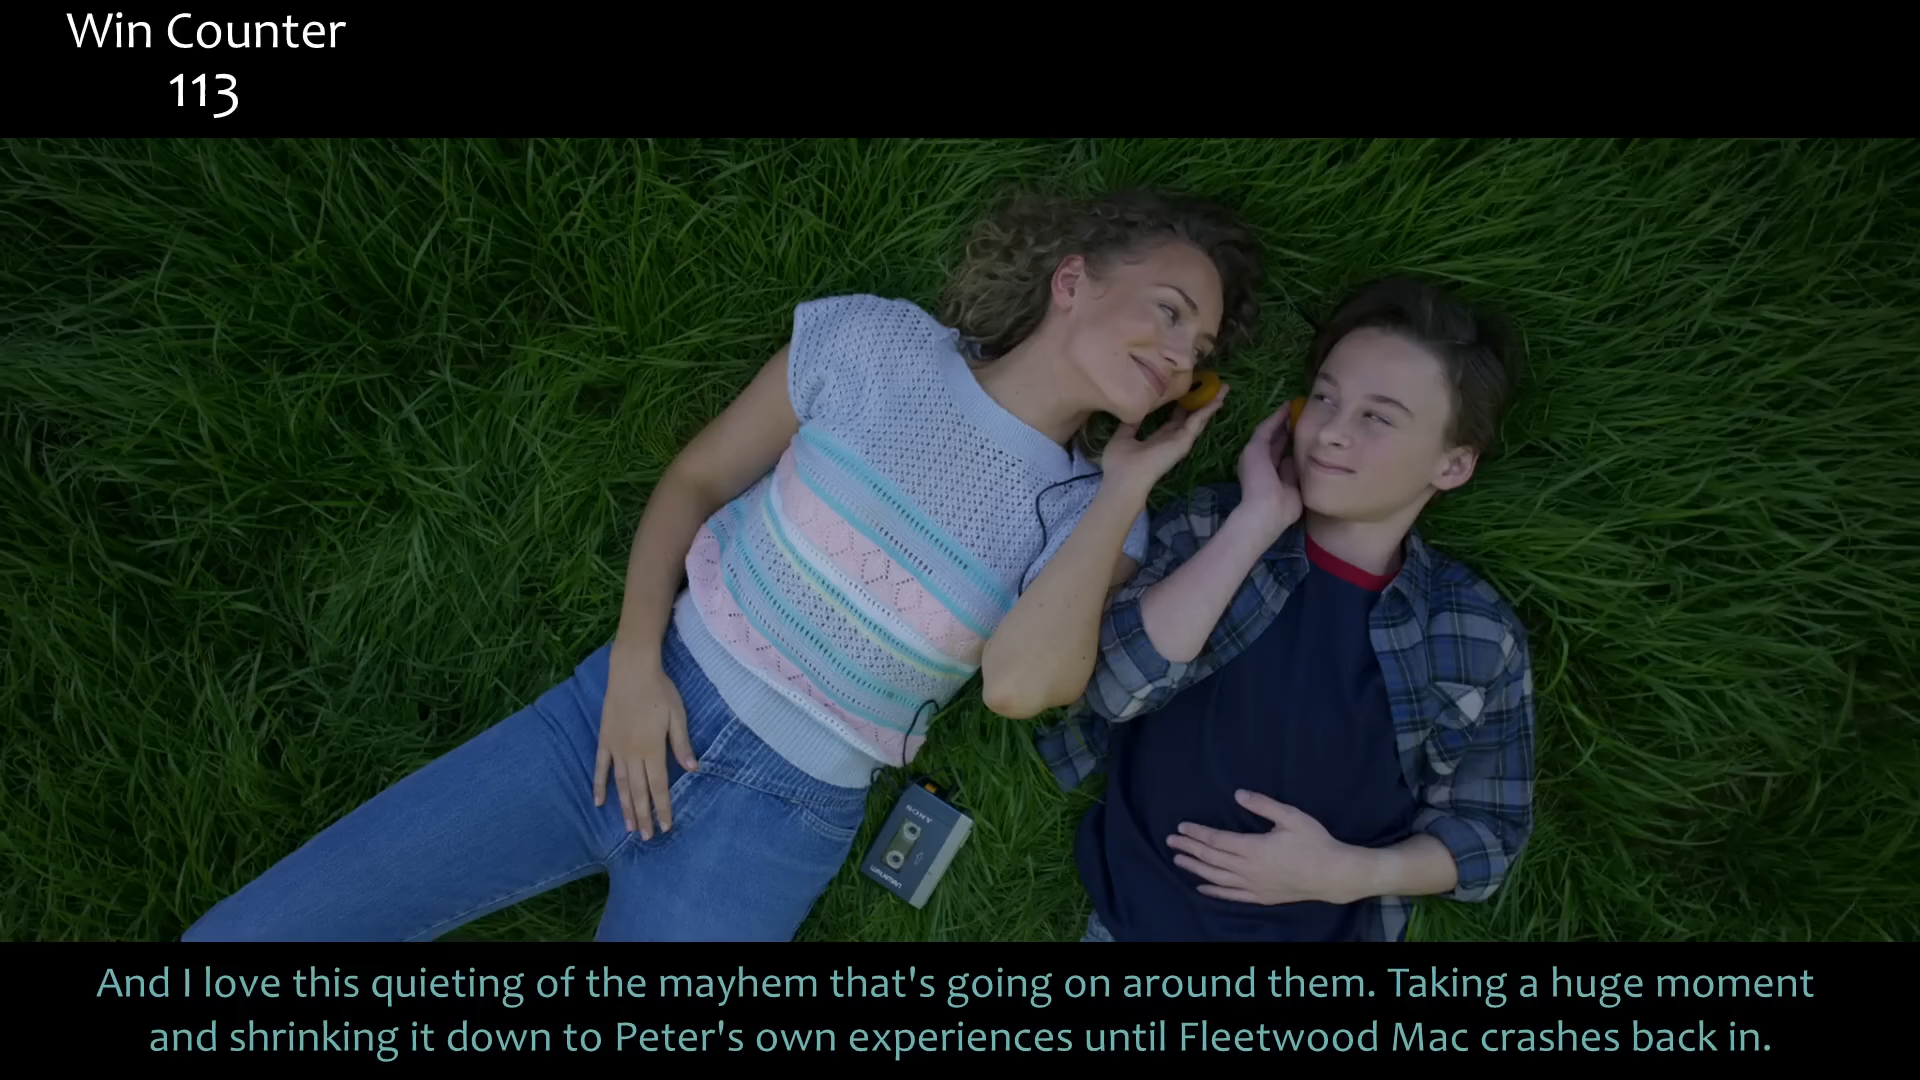 Win Counter
113
SONY
WALKMAN
And I love this quieting of the mayhem that's going on around them. Taking a huge moment
and shrinking it down to Peter's own experiences until Fleetwood Mac crashes back in.